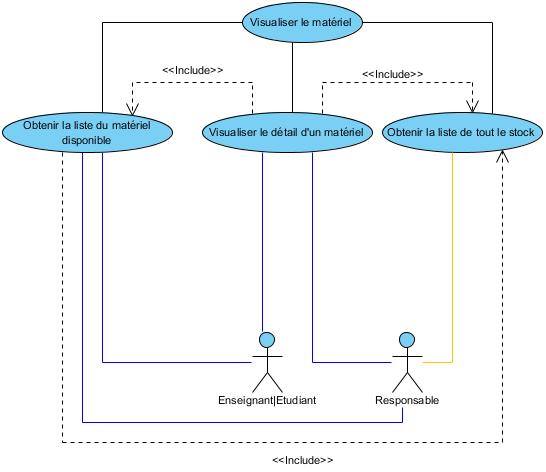 Visualiser le matériel
<<Include>>
<<Include>>
Obtenir la liste du matériel
disponible
Visualiser le détail d'un matériel
Obtenir la liste de tout le stock
Enseignant|Etudiant
Responsable
<<Include>>